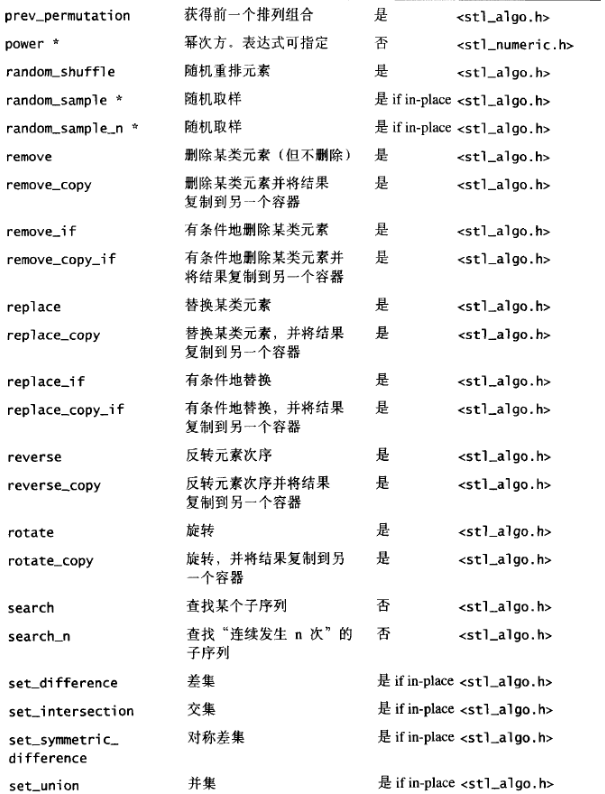 prev_permutation 获得前一个排列组合 是 <stl_algo.h>
power * 幂次方。表达式可指定 否 <stl_numeric.h>
random_shuffle 随机重排元素 是 <stl_algo.h>
random_sample * 随机取样 是 if in-place <stl_algo.h>
random_sample_n * 随机取样 是 if in-place <stl_algo.h>
remove 删除某类元素（但不删除） 是 <stl_algo.h>
remove_copy 删除某类元素并将结果 是 <stl_algo.h>
复制到另一个容器
remove_if 有条件地删除某类元素 是 <stl_algo.h>
remove_copy_if 有条件地删除某类元素并 是 <stl_algo.h>
将结果复制到另一个容器
replace 替换某类元素 是 <stl_algo.h>
replace_copy 替换某类元素，并将结果 是 <stl_algo.h>
复制到另一个容器
replace_if 有条件地替换 是 <stl_algo.h>
replace_copy_if 有条件地替换，并将结果 是 <stl_algo.h>
复制到另一个容器
reverse 反转元素次序 是 <stl_algo.h>
reverse_copy 反转元素次序并将结果 是 <stl_algo.h>
复制到另一个容器
rotate 旋转 是 <stl_algo.h>
rotate_copy 旋转，并将结果复制到另 是 <stl_algo.h>
一个容器
search 查找某个子序列 否 <stl_algo.h>
search_n 查找“连续发生 n 次”的 否 <stl_algo.h>
子序列
set_difference 差集 是 if in-place <stl_algo.h>
set_intersection 交集 是 if in-place <stl_algo.h>
set_symmetric_ 对称差集 是 if in-place <stl_algo.h>
difference
set_union 并集 是 if in-place <stl_algo.h>